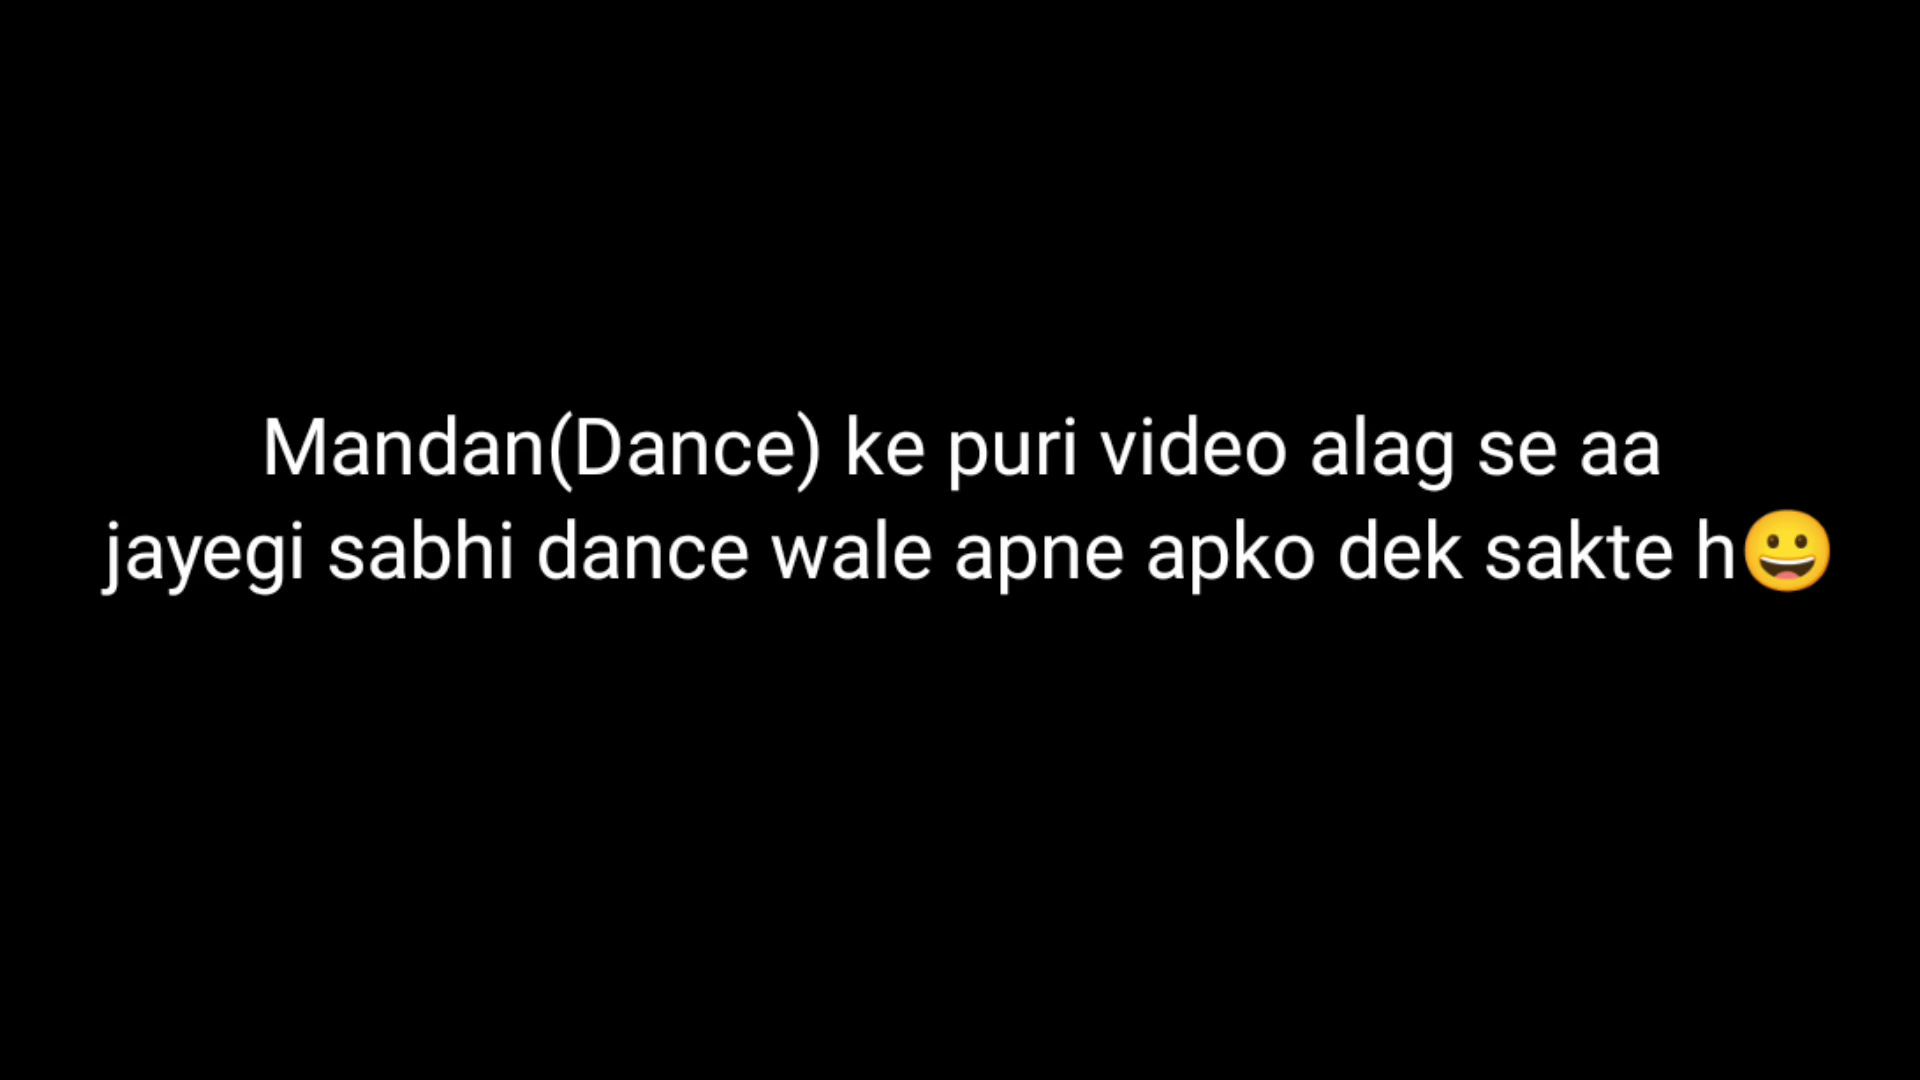 Mandan(Dance) ke puri video alag se aa
jayegi sabhi dance wale apne apko dek sakte h😀